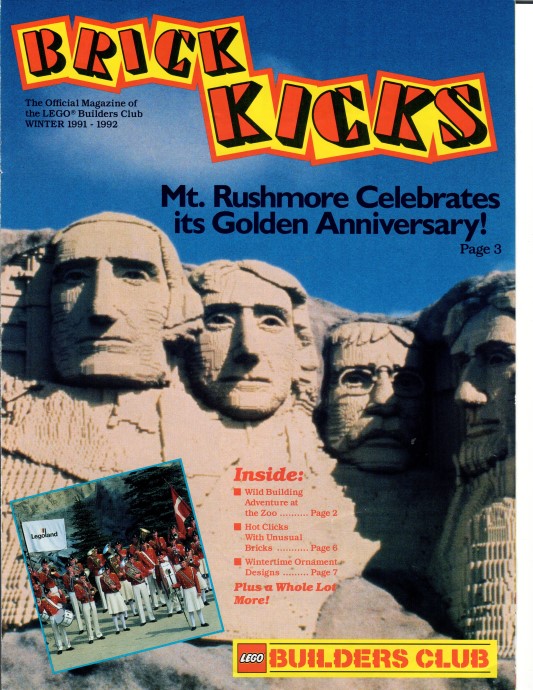 BRICK
KICKS
The Official Magazine of
the LEGO® Builders Club
WINTER 1991 - 1992
Mt. Rushmore Celebrates
its Golden Anniversary!
Page 3
Inside:
Wild Building
Adventure at
the Zoo .......... Page 2
Hot Clicks
With Unusual
Bricks ........... Page 6
Wintertime Ornament
Designs ......... Page 7
Plus a Whole Lot
More!
Legoland
LEGO BUILDERS CLUB